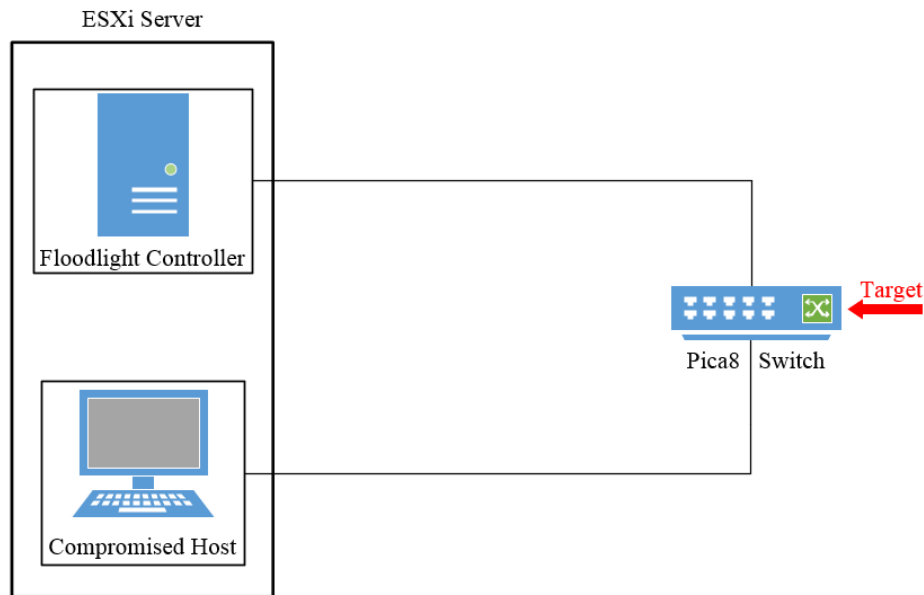 ESXi Server
Floodlight Controller
Target
Pica8 Switch
Compromised Host